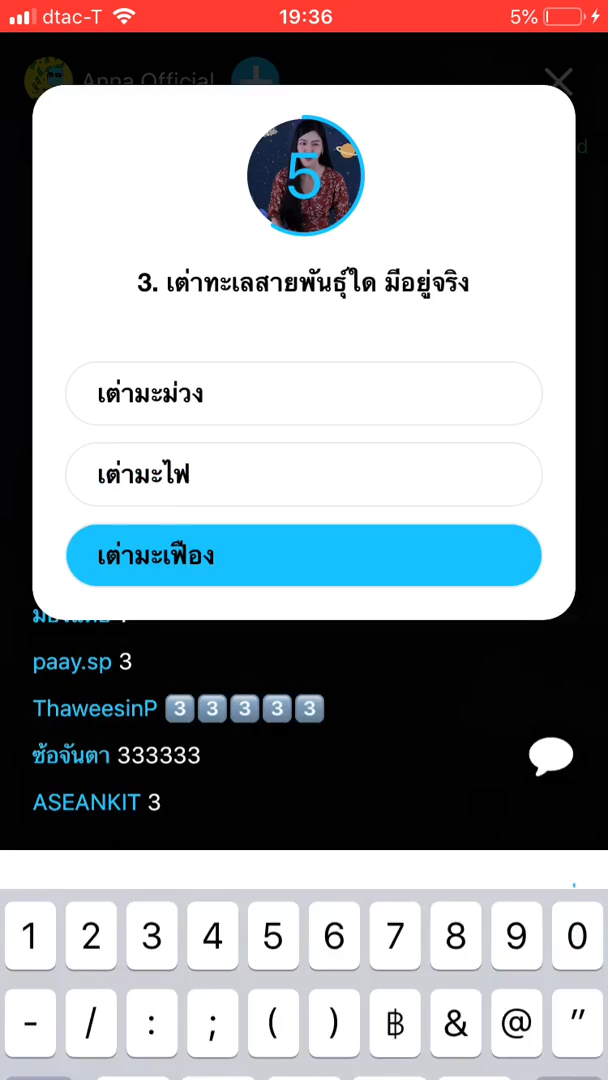 dtac-T 19:36 5%
Anna Official
5
3. เต่าทะเลสายพันธุ์ใด มีอยู่จริง
เต่ามะม่วง
เต่ามะไฟ
เต่ามะเฟือง
paay.sp 3
ThaweesinP 3 3 3 3 3
ซ้อจันตา 333333
ASEANKIT 3
1 2 3 4 5 6 7 8 9 0
- / : ; ( ) ฿ & @ "